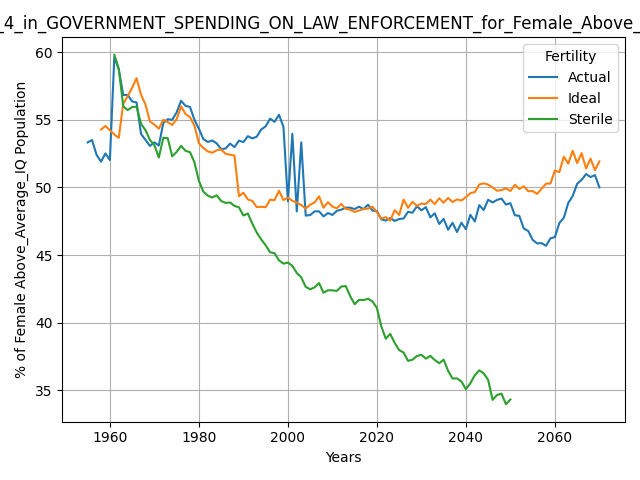 _4_in_GOVERNMENT_SPENDING_ON_LAW_ENFORCEMENT_for_Female_Above_
% of Female Above_Average_IQ Population
60
55
50
45
40
35
Fertility
Actual
Ideal
Sterile
1960
1980
2000
2020
2040
2060
Years